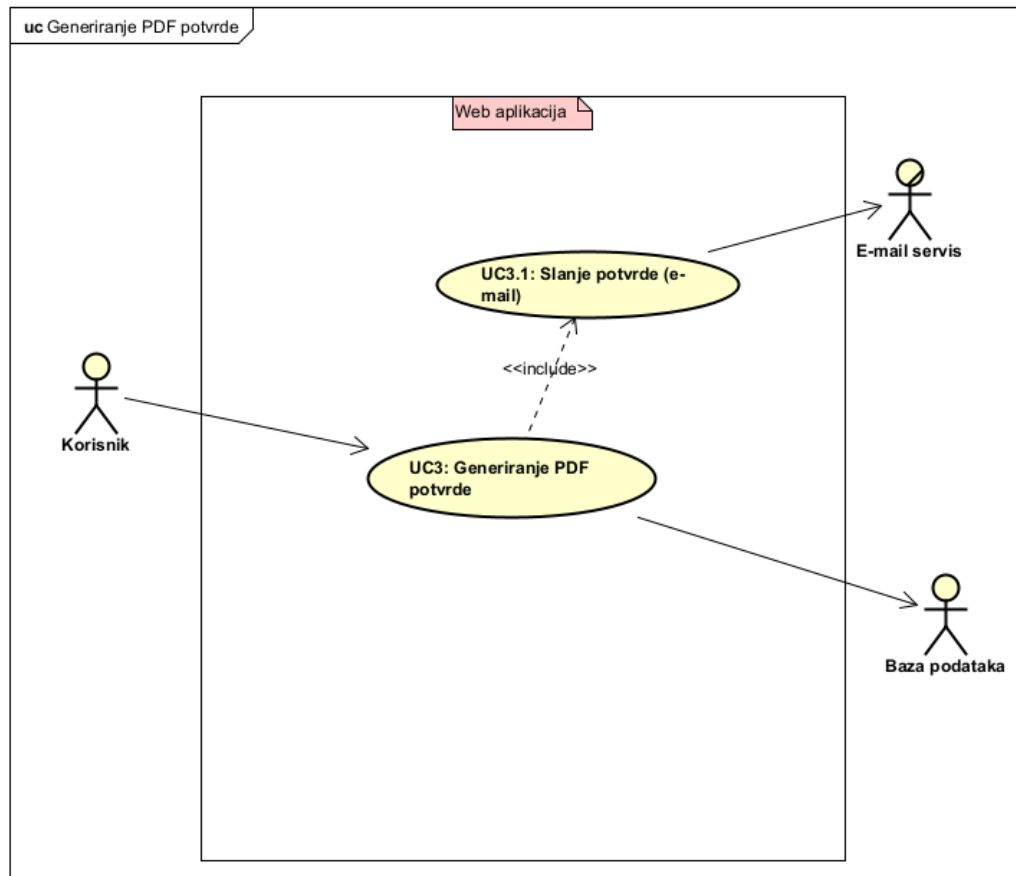 uc Generiranje PDF potvrde
Web aplikacija
E-mail servis
UC3.1: Slanje potvrde (e-
mail)
<<include>>
Korisnik
UC3: Generiranje PDF
potvrde
Baza podataka